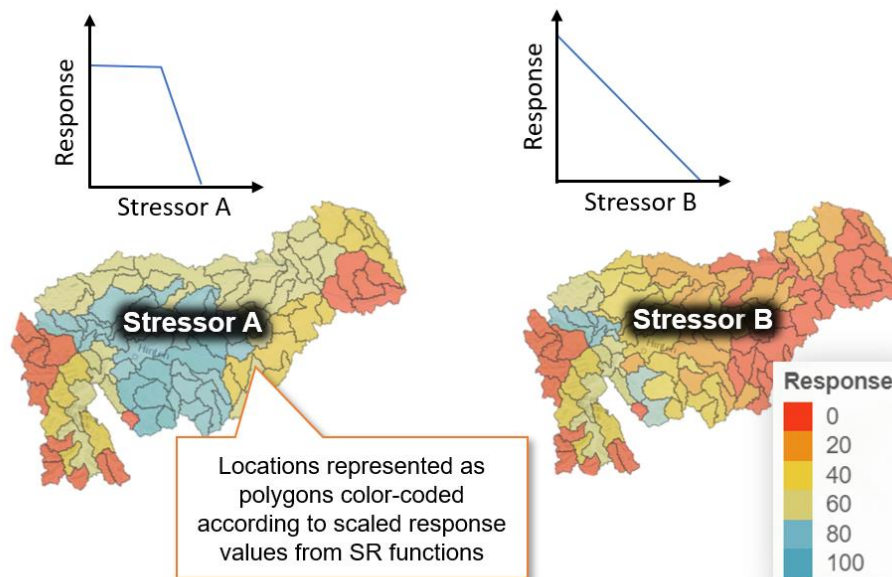 Response
Stressor A
Response
Stressor B
Stressor A
Stressor B
Locations represented as
polygons color-coded
according to scaled response
values from SR functions
Response
0
20
40
60
80
100